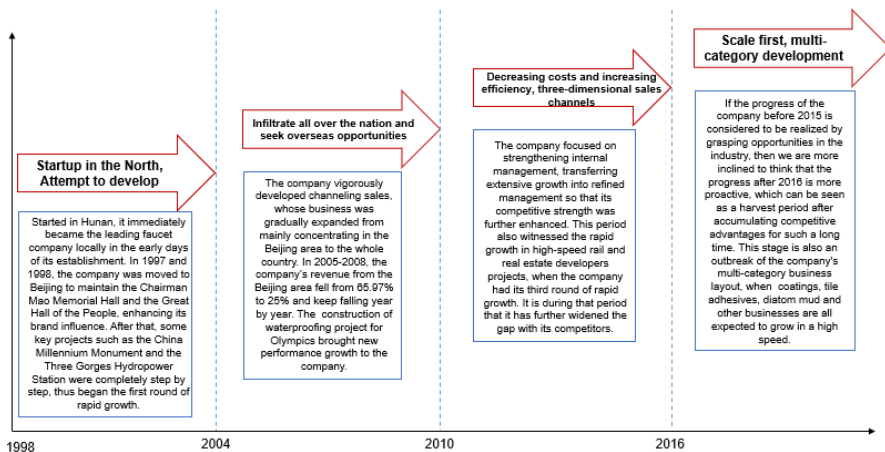 Startup in the North,
Attempt to develop
Started in Hunan, it immediately
became the leading faucet
company locally in the early days
of its establishment. In 1997 and
1998, the company was moved to
Beijing to maintain the Chairman
Mao Memorial Hall and the Great
Hall of the People, enhancing its
brand influence. After that, some
key projects such as the China
Millennium Monument and the
Three Gorges Hydropower
Station were completely step by
step, thus began the first round of
rapid growth.
Infiltrate all over the nation and
seek overseas opportunities
The company vigorously
developed channeling sales,
whose business was
gradually expanded from
mainly concentrating in the
Beijing area to the whole
country. In 2005-2008, the
company's revenue from the
Beijing area fell from 65.97%
to 25% and keep falling year
by year. The construction of
waterproofing project for
Olympics brought new
performance growth to the
company.
Decreasing costs and increasing
efficiency, three-dimensional sales
channels
The company focused on
strengthening internal
management, transferring
extensive growth into refined
management so that its
competitive strength was
further enhanced. This period
also witnessed the rapid
growth in high-speed rail and
real estate developers
projects, when the company
had its third round of rapid
growth. It is during that period
that it has further widened the
gap with its competitors.
Scale first, multi-
category development
If the progress of the
company before 2015 is
considered to be realized by
grasping opportunities in the
industry, then we are more
inclined to think that the
progress after 2016 is more
proactive, which can be seen
as a harvest period after
accumulating competitive
advantages for such a long
time. This stage is also an
outbreak of the company's
multi-category business
layout, when coatings, tile
adhesives, diatom mud and
other businesses are all
expected to grow in a high
speed.
1998
2004
2010
2016